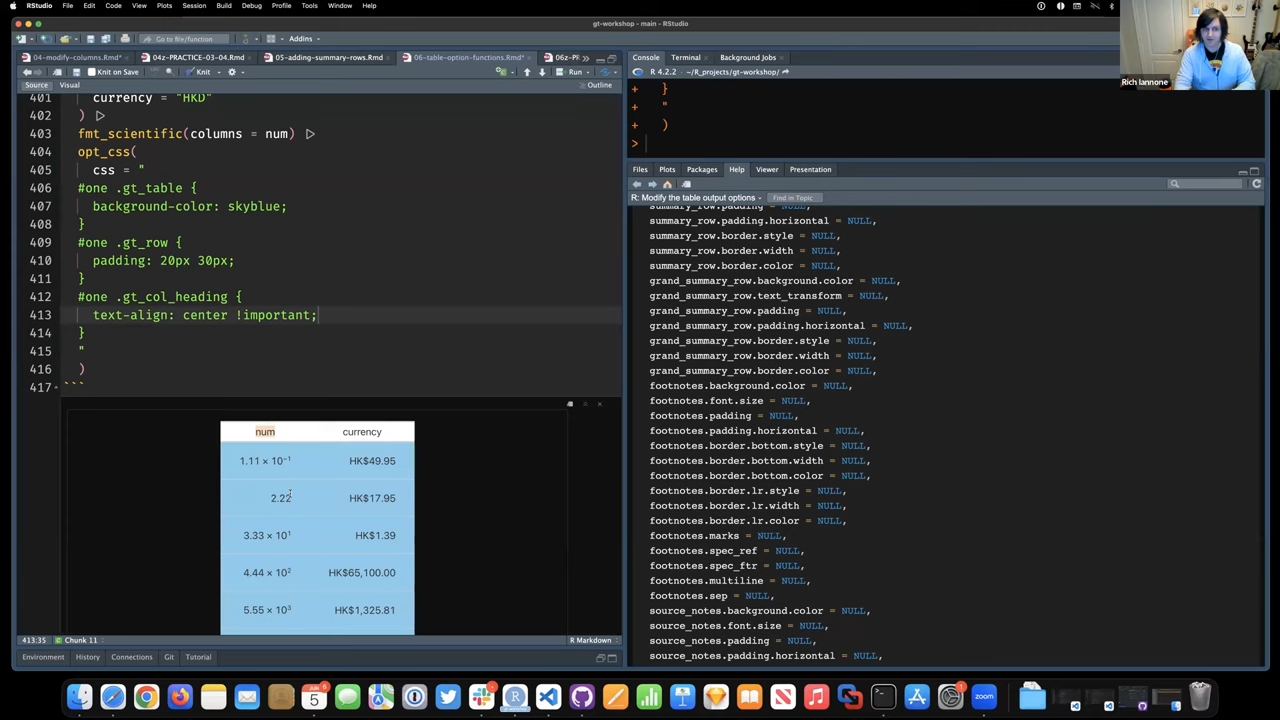 RStudio File Edit Code View Plots Session Build Debug Profile Tools Window Help
gt-workshop - main - RStudio
Go to file/function Addins
04-modify-columns.Rmd* 04z-PRACTICE-03-04.Rmd 05-adding-summary-rows.Rmd 06-table-option-functions.Rmd*
Knit on Save Knit Run
Source Visual Outline
401 currency = "HKD"
402 ) |>
403 fmt_scientific(columns = num) |>
404 opt_css(
405 css = "
406 #one .gt_table {
407 background-color: skyblue;
408 }
409 #one .gt_row {
410 padding: 20px 30px;
411 }
412 #one .gt_col_heading {
413 text-align: center !important;
414 }
415 "
416 )
417 ```
num currency
1.11 × 10⁻¹ HK$49.95
2.22 HK$17.95
3.33 × 10¹ HK$1.39
4.44 × 10² HK$65,100.00
5.55 × 10³ HK$1,325.81
413:35 Chunk 11 R Markdown
Environment History Connections Git Tutorial
Console Terminal Background Jobs
R 4.2.2 · ~/R_projects/gt-workshop/
+ }
+ "
+ )
>
Files Plots Packages Help Viewer Presentation
R: Modify the table output options Find in Topic
summary_row.padding = NULL,
summary_row.padding.horizontal = NULL,
summary_row.border.style = NULL,
summary_row.border.width = NULL,
summary_row.border.color = NULL,
grand_summary_row.background.color = NULL,
grand_summary_row.text_transform = NULL,
grand_summary_row.padding = NULL,
grand_summary_row.padding.horizontal = NULL,
grand_summary_row.border.style = NULL,
grand_summary_row.border.width = NULL,
grand_summary_row.border.color = NULL,
footnotes.background.color = NULL,
footnotes.font.size = NULL,
footnotes.padding = NULL,
footnotes.padding.horizontal = NULL,
footnotes.border.bottom.style = NULL,
footnotes.border.bottom.width = NULL,
footnotes.border.bottom.color = NULL,
footnotes.border.lr.style = NULL,
footnotes.border.lr.width = NULL,
footnotes.border.lr.color = NULL,
footnotes.marks = NULL,
footnotes.spec_ref = NULL,
footnotes.spec_ftr = NULL,
footnotes.multiline = NULL,
footnotes.sep = NULL,
source_notes.background.color = NULL,
source_notes.font.size = NULL,
source_notes.padding = NULL,
source_notes.padding.horizontal = NULL,
Rich Iannone
zoom